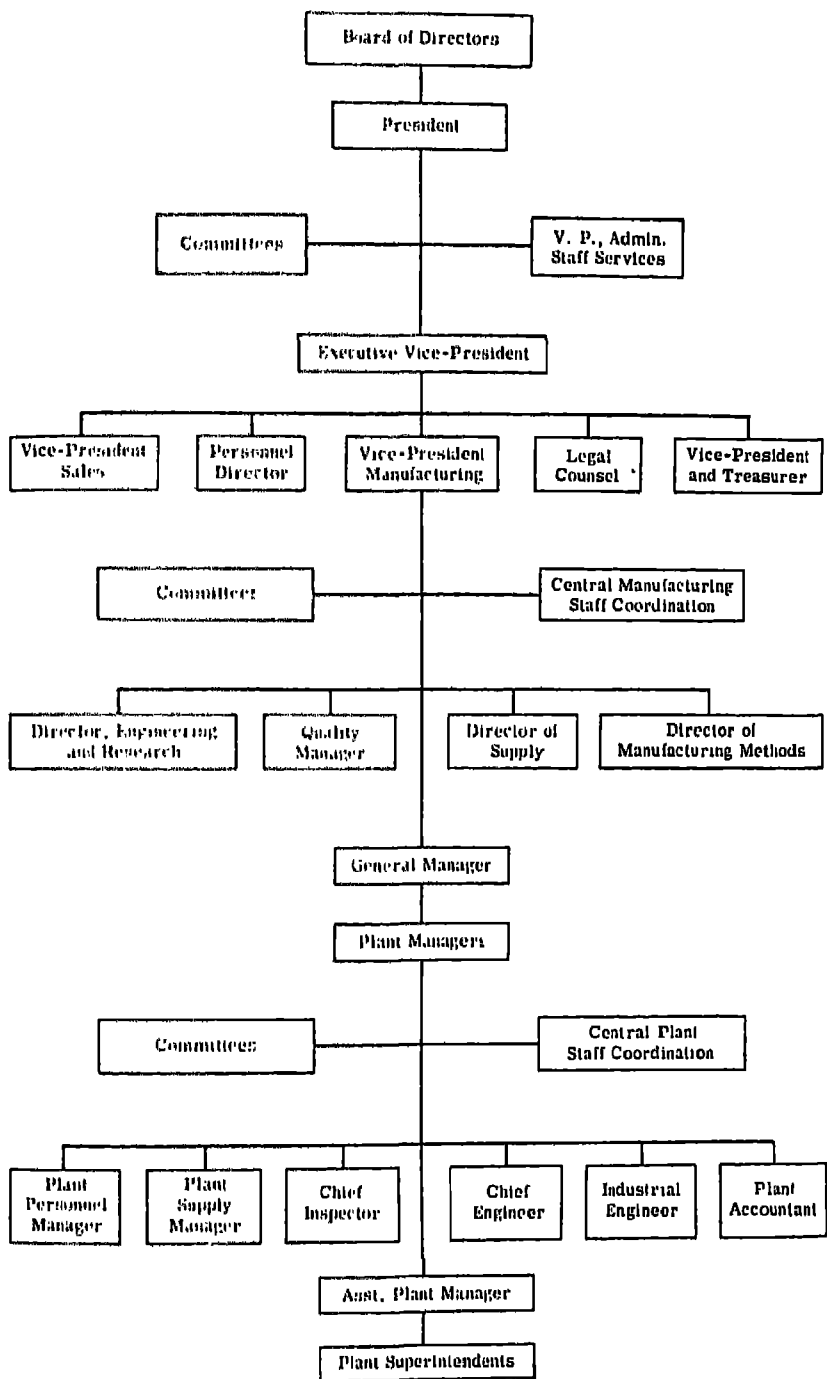 Board of Directors
President
Committees
V. P., Admin.
Staff Services
Executive Vice-President
Vice-President
Sales
Personnel
Director
Vice-President
Manufacturing
Legal
Counsel
Vice-President
and Treasurer
Committees
Central Manufacturing
Staff Coordination
Director, Engineering
and Research
Quality
Manager
Director of
Supply
Director of
Manufacturing Methods
General Manager
Plant Managers
Committees
Central Plant
Staff Coordination
Plant
Personnel
Manager
Plant
Supply
Manager
Chief
Inspector
Chief
Engineer
Industrial
Engineer
Plant
Accountant
Asst. Plant Manager
Plant Superintendents